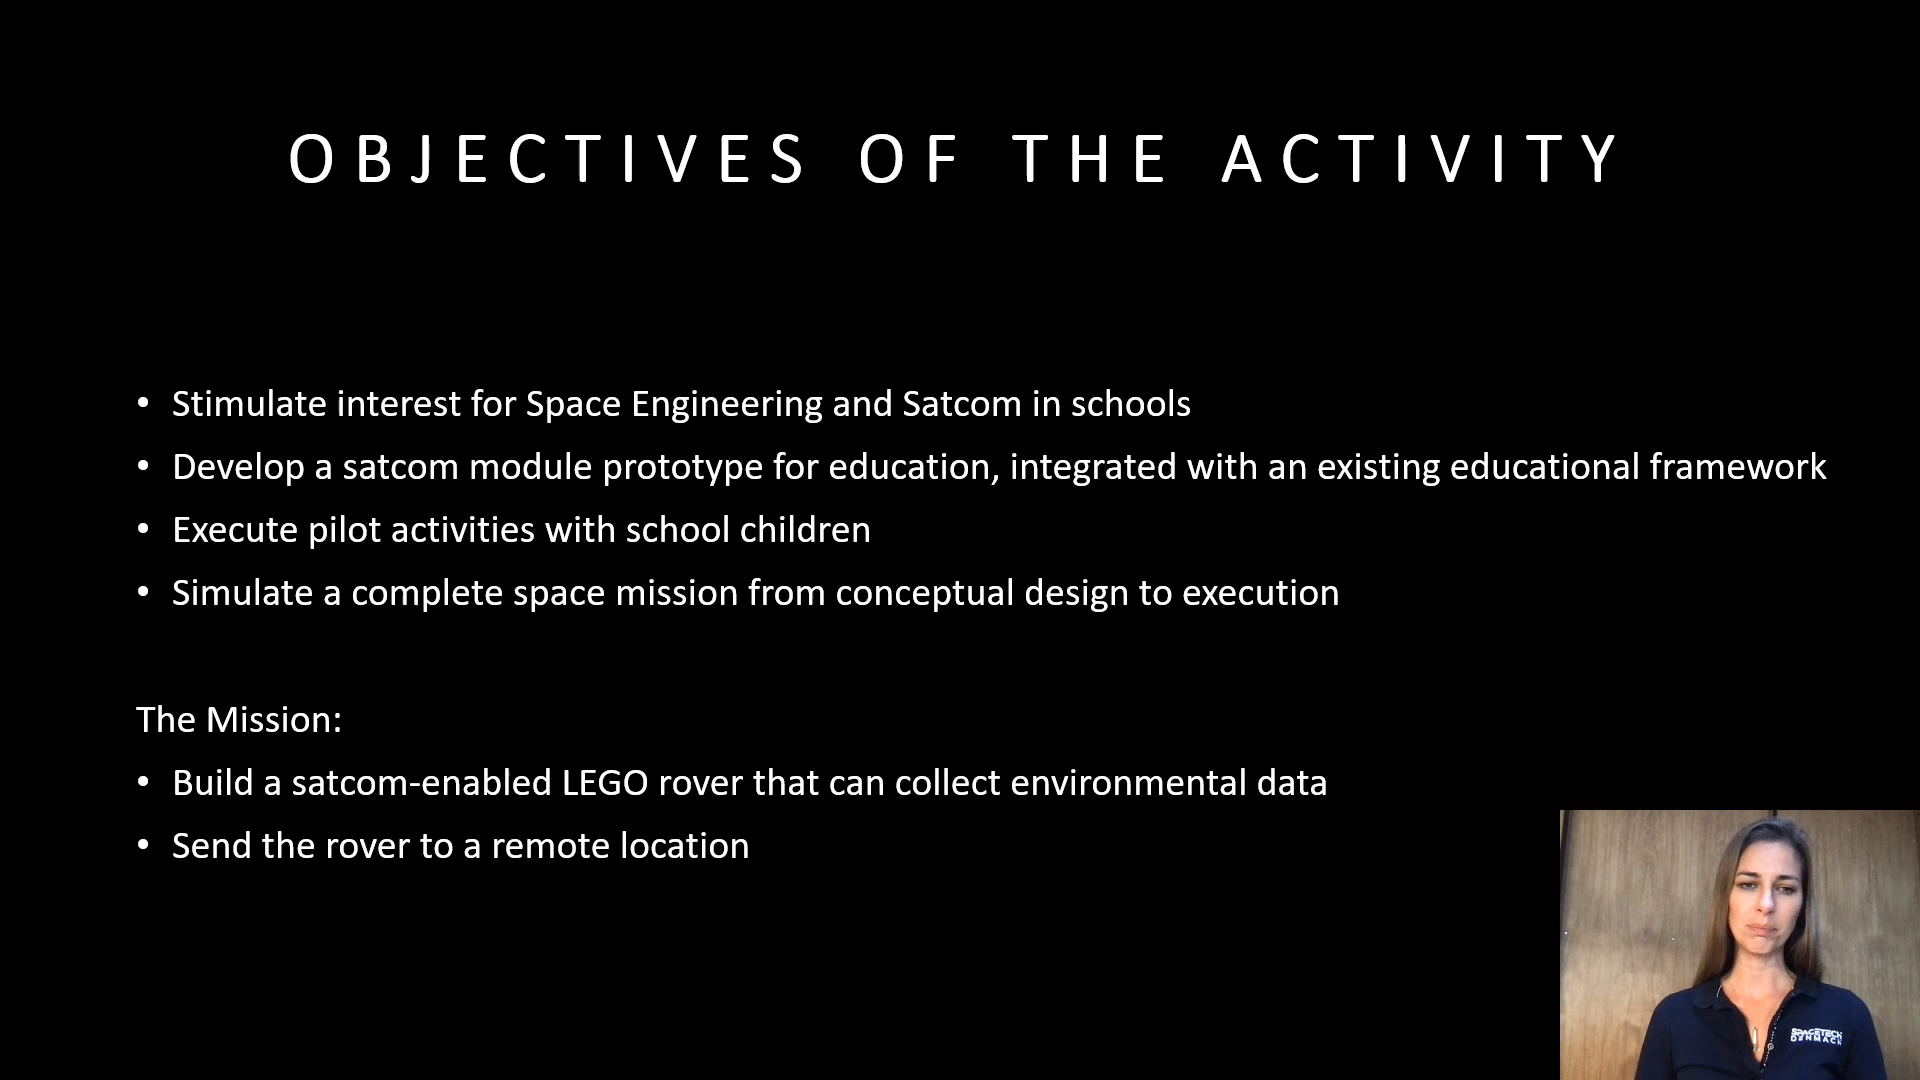 OBJECTIVES OF THE ACTIVITY
• Stimulate interest for Space Engineering and Satcom in schools
• Develop a satcom module prototype for education, integrated with an existing educational framework
• Execute pilot activities with school children
• Simulate a complete space mission from conceptual design to execution
The Mission:
• Build a satcom-enabled LEGO rover that can collect environmental data
• Send the rover to a remote location
SPACETECH
DENMACH